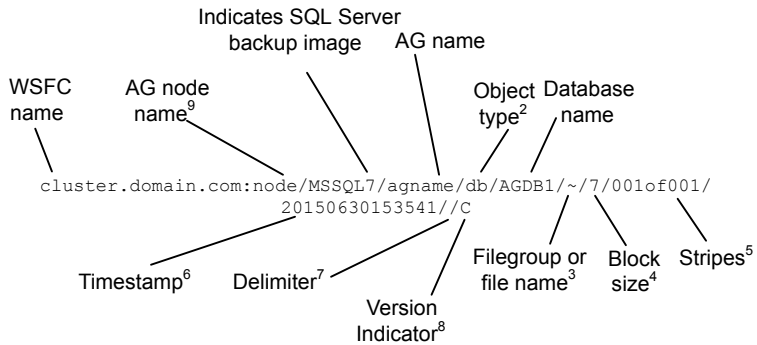 Indicates SQL Server
backup image
AG name
WSFC
name
AG node
name⁹
Object
type²
Database
name
cluster.domain.com:node/MSSQL7/agname/db/AGDB1/~/7/001of001/
20150630153541//C
Timestamp⁶
Delimiter⁷
Version
Indicator⁸
Filegroup or
file name³
Block
size⁴
Stripes⁵